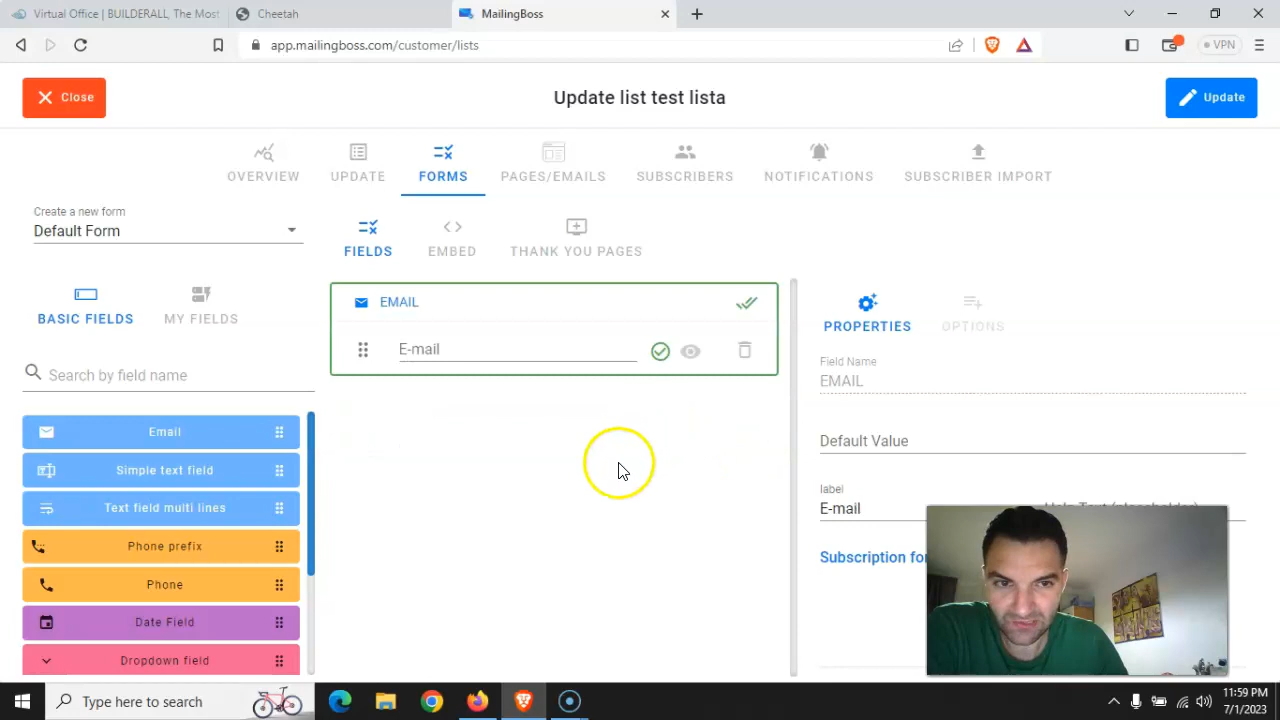 Virtual Office | BUILDERALL, The Most
Cheetah
MailingBoss
app.mailingboss.com/customer/lists
VPN
Close
Update list test lista
Update
OVERVIEW
UPDATE
FORMS
PAGES/EMAILS
SUBSCRIBERS
NOTIFICATIONS
SUBSCRIBER IMPORT
Create a new form
Default Form
FIELDS
EMBED
THANK YOU PAGES
BASIC FIELDS
MY FIELDS
Search by field name
Email
Simple text field
Text field multi lines
Phone prefix
Phone
Date Field
Dropdown field
EMAIL
E-mail
PROPERTIES
OPTIONS
Field Name
EMAIL
Default Value
label
E-mail
Help Text (placeholder)
Subscription for
Type here to search
11:59 PM
7/1/2023